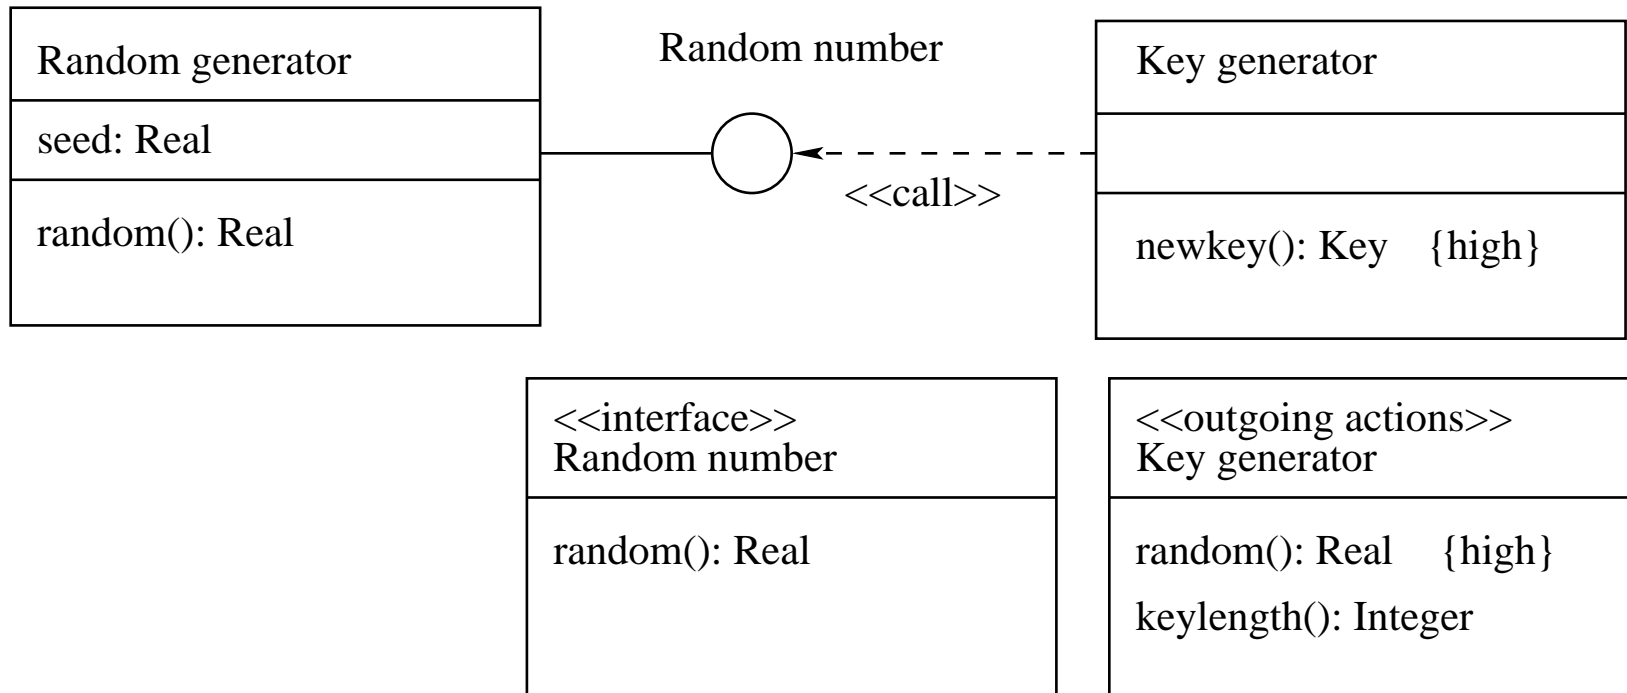 Random generator
seed: Real
random(): Real
Random number
<<call>>
Key generator
newkey(): Key {high}
<<interface>>
Random number
random(): Real
<<outgoing actions>>
Key generator
random(): Real {high}
keylength(): Integer